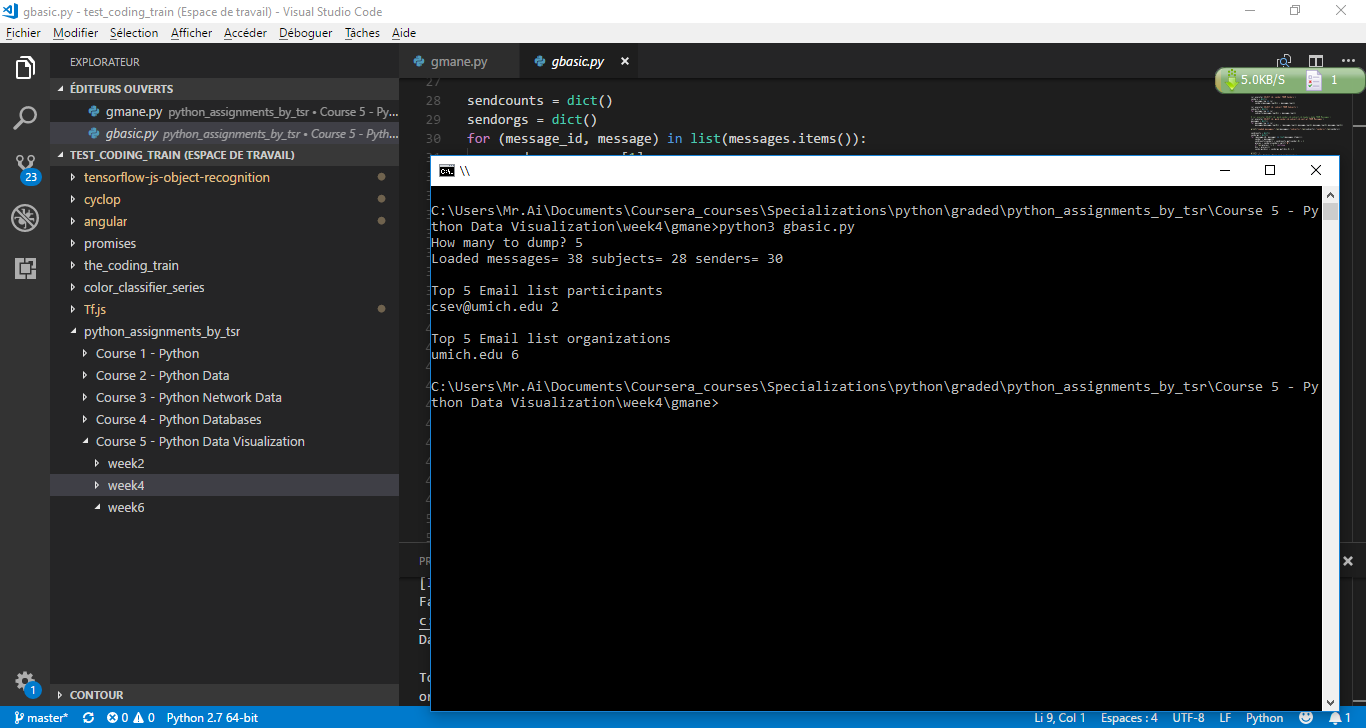 gbasic.py - test_coding_train (Espace de travail) - Visual Studio Code
Fichier Modifier Sélection Afficher Accéder Déboguer Tâches Aide
EXPLORATEUR
ÉDITEURS OUVERTS
gmane.py python_assignments_by_tsr • Course 5 - Py...
gbasic.py python_assignments_by_tsr • Course 5 - Pyth...
TEST_CODING_TRAIN (ESPACE DE TRAVAIL)
tensorflow-js-object-recognition
cyclop
angular
promises
the_coding_train
color_classifier_series
Tf.js
python_assignments_by_tsr
Course 1 - Python
Course 2 - Python Data
Course 3 - Python Network Data
Course 4 - Python Databases
Course 5 - Python Data Visualization
week2
week4
week6
CONTOUR
23
1
gmane.py gbasic.py
5.0KB/S 1
27
28 sendcounts = dict()
29 sendorgs = dict()
30 for (message_id, message) in list(messages.items()):
C:\. \\
C:\Users\Mr.Ai\Documents\Coursera_courses\Specializations\python\graded\python_assignments_by_tsr\Course 5 - Py
thon Data Visualization\week4\gmane>python3 gbasic.py
How many to dump? 5
Loaded messages= 38 subjects= 28 senders= 30
Top 5 Email list participants
csev@umich.edu 2
Top 5 Email list organizations
umich.edu 6
C:\Users\Mr.Ai\Documents\Coursera_courses\Specializations\python\graded\python_assignments_by_tsr\Course 5 - Py
thon Data Visualization\week4\gmane>
master* 0 0 Python 2.7 64-bit Li 9, Col 1 Espaces : 4 UTF-8 LF Python 1